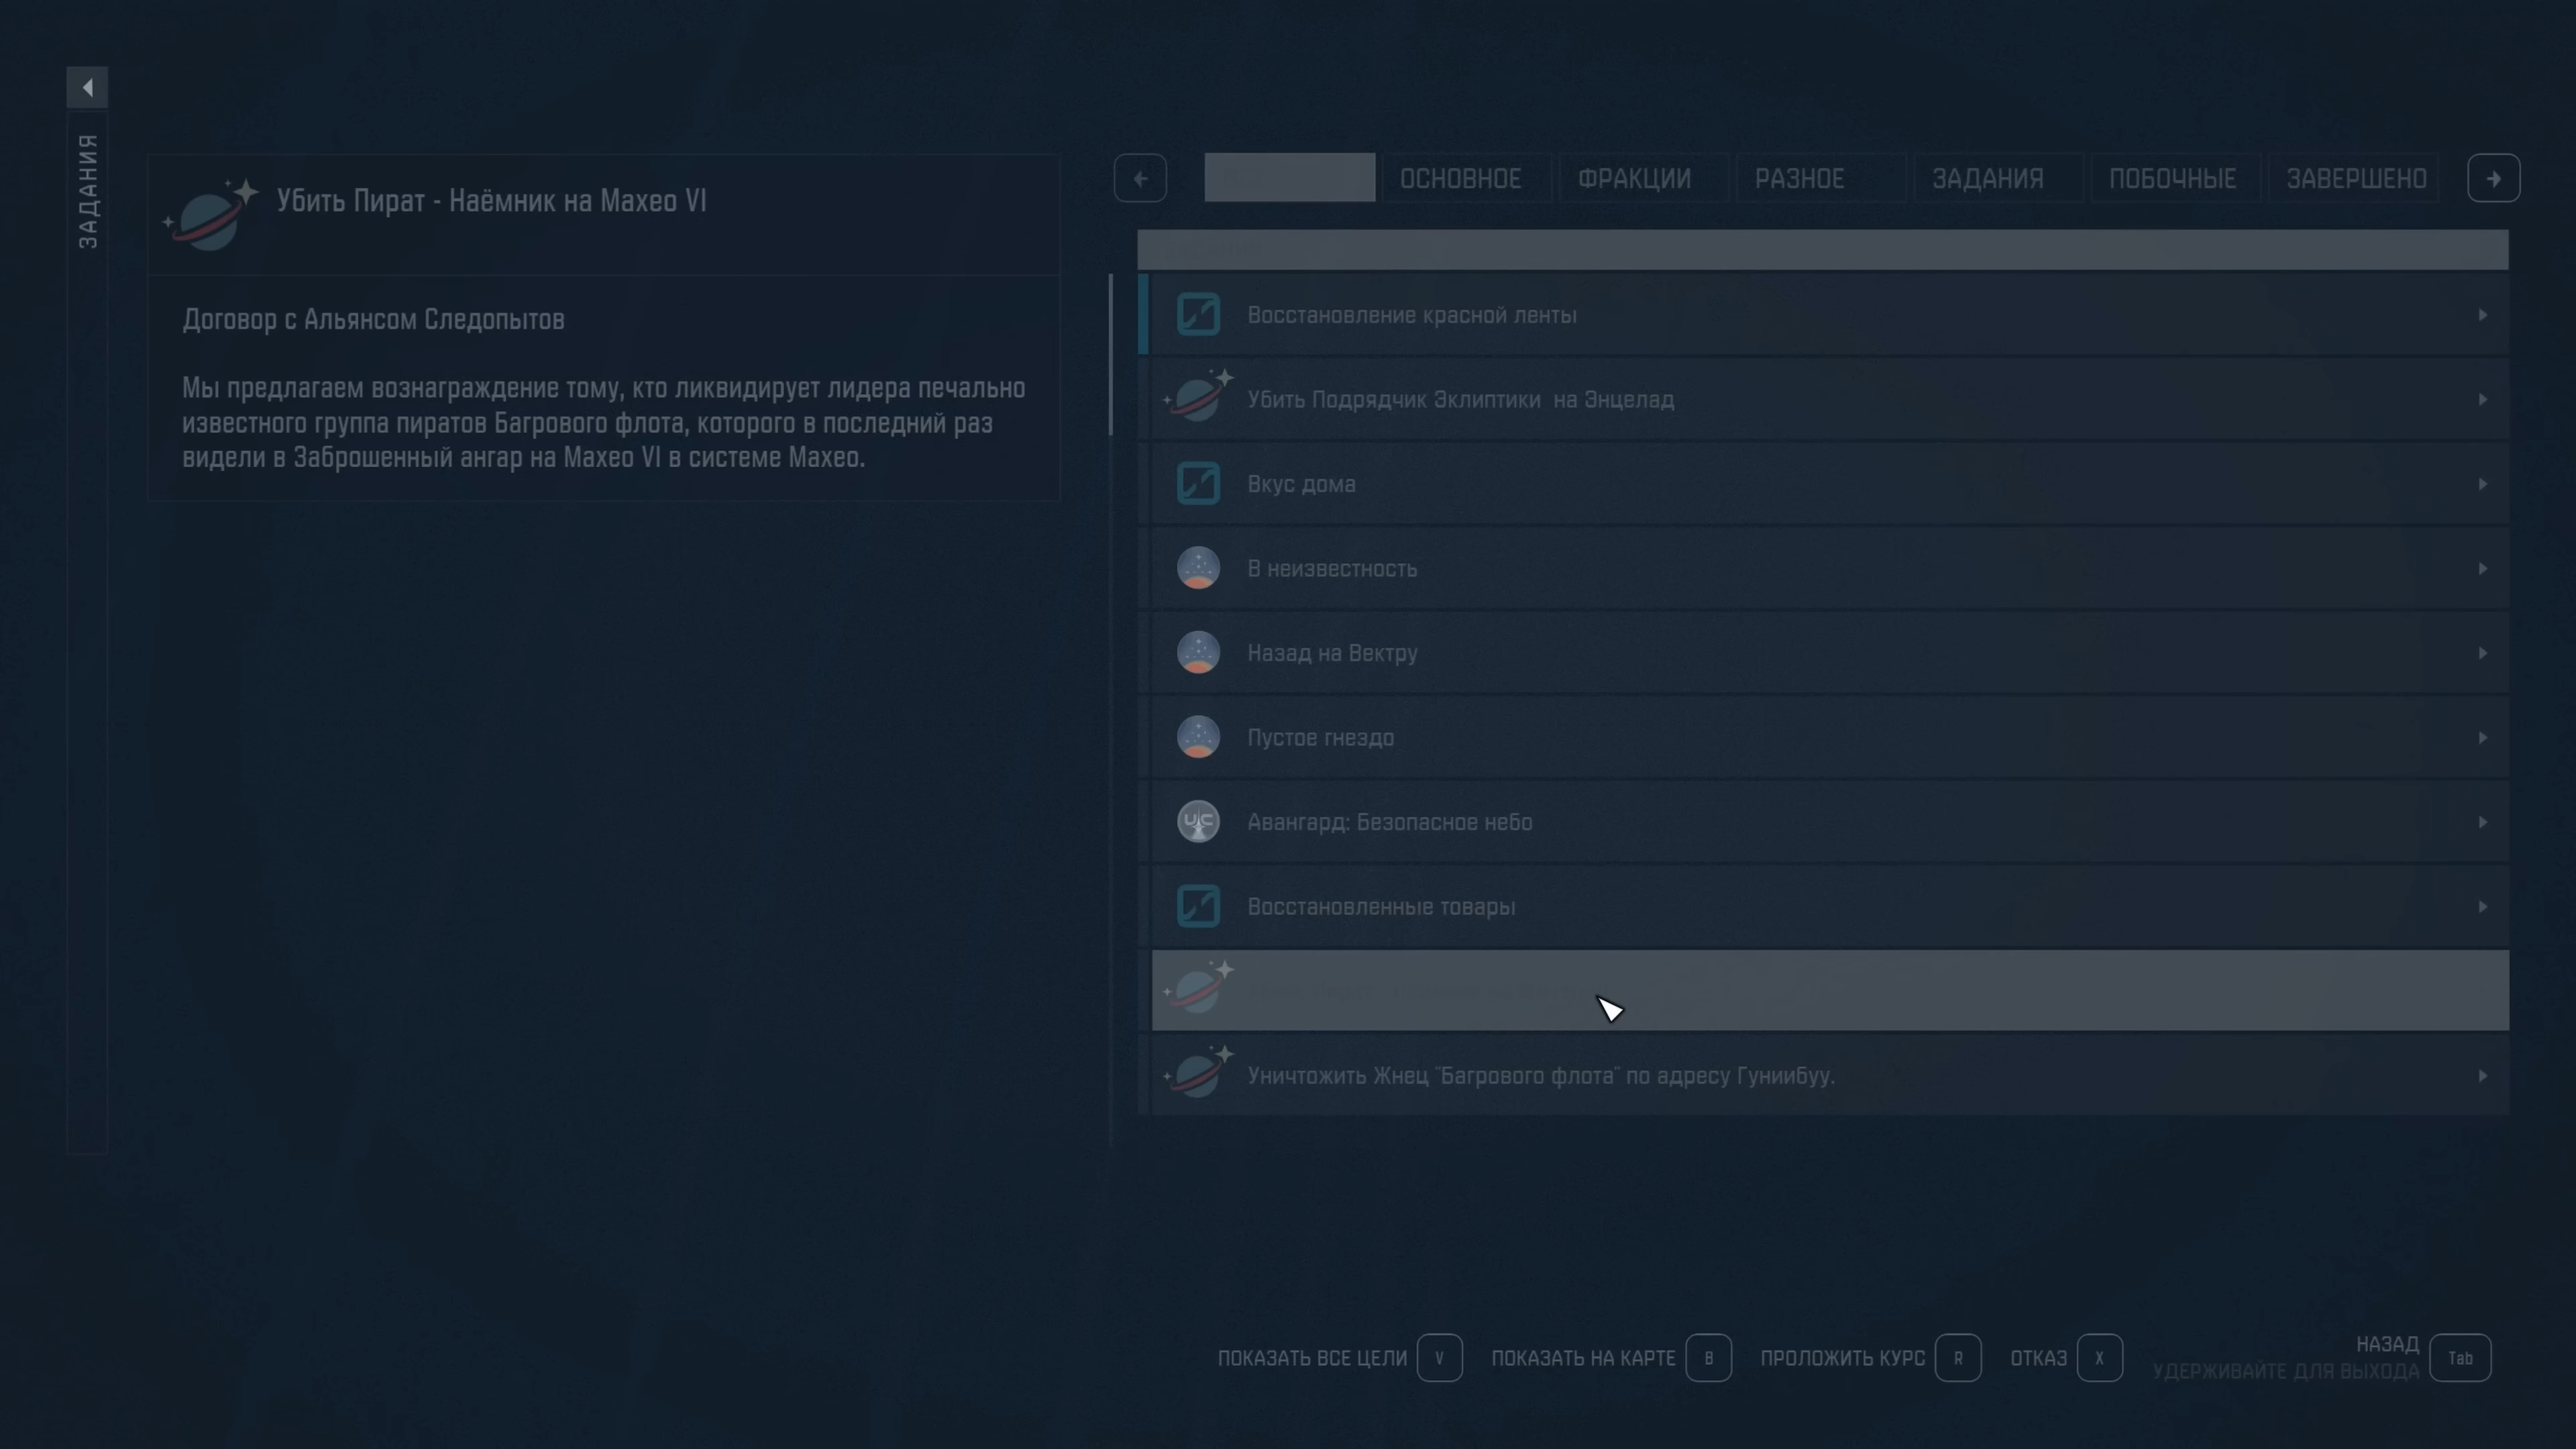 ЗАДАНИЯ
Убить Пират - Наёмник на Махео VI
Договор с Альянсом Следопытов
Мы предлагаем вознаграждение тому, кто ликвидирует лидера печально
известного группа пиратов Багрового флота, которого в последний раз
видели в Заброшенный ангар на Махео VI в системе Махео.
ОСНОВНОЕ
ФРАКЦИИ
РАЗНОЕ
ЗАДАНИЯ
ПОБОЧНЫЕ
ЗАВЕРШЕНО
Восстановление красной ленты
Убить Подрядчик Эклиптики на Энцелад
Вкус дома
В неизвестность
Назад на Вектру
Пустое гнездо
UC
Авангард: Безопасное небо
Восстановленные товары
Уничтожить Жнец "Багрового флота" по адресу Гуниибуу.
ПОКАЗАТЬ ВСЕ ЦЕЛИ V
ПОКАЗАТЬ НА КАРТЕ B
ПРОЛОЖИТЬ КУРС R
ОТКАЗ X
НАЗАД
УДЕРЖИВАЙТЕ ДЛЯ ВЫХОДА
Tab